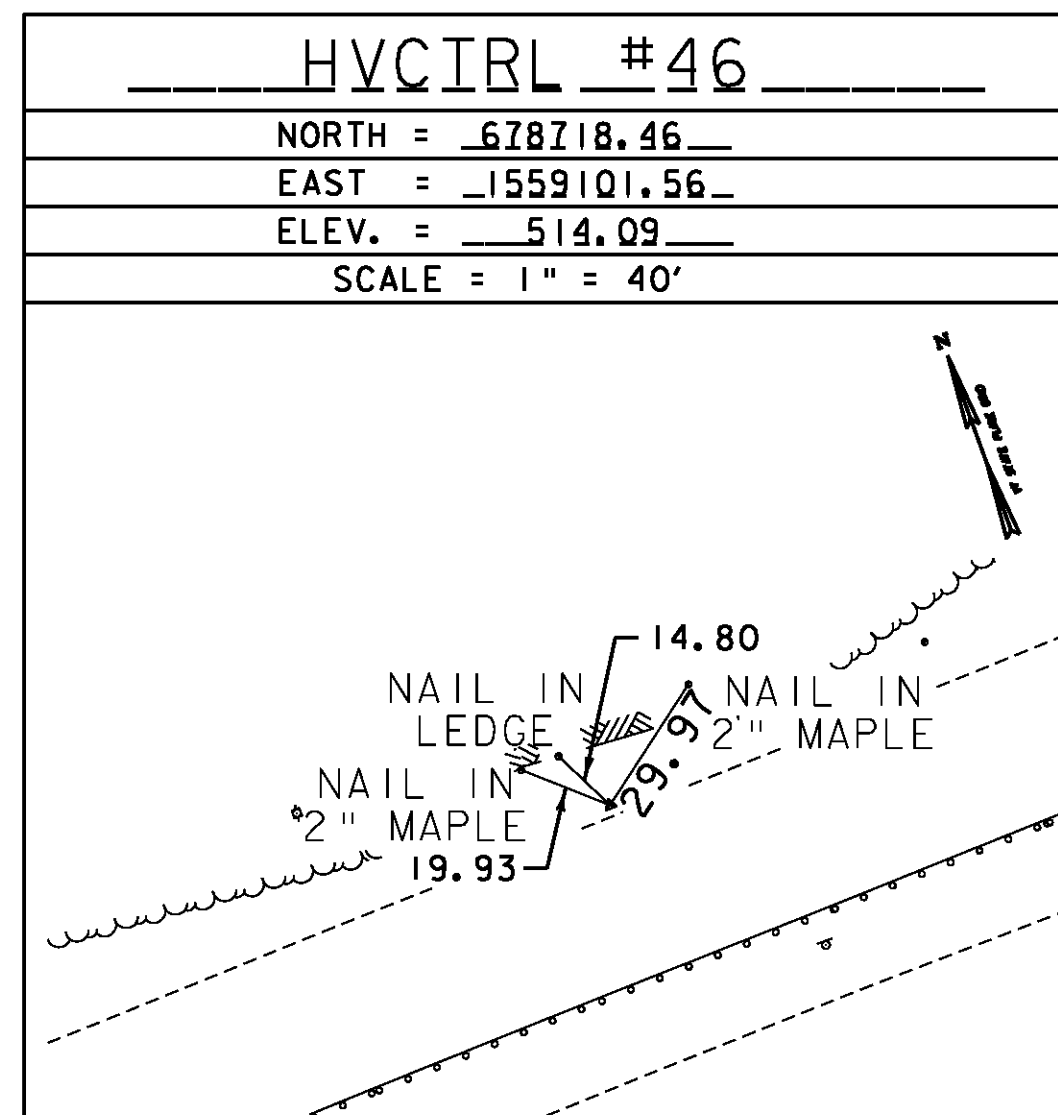 HVCTRL #46
NORTH = 678718.46
EAST = 1559101.56
ELEV. = 514.09
SCALE = 1" = 40'
N
14.80
NAIL IN
LEDGE
29.97
NAIL IN
2" MAPLE
NAIL IN
2" MAPLE
19.93